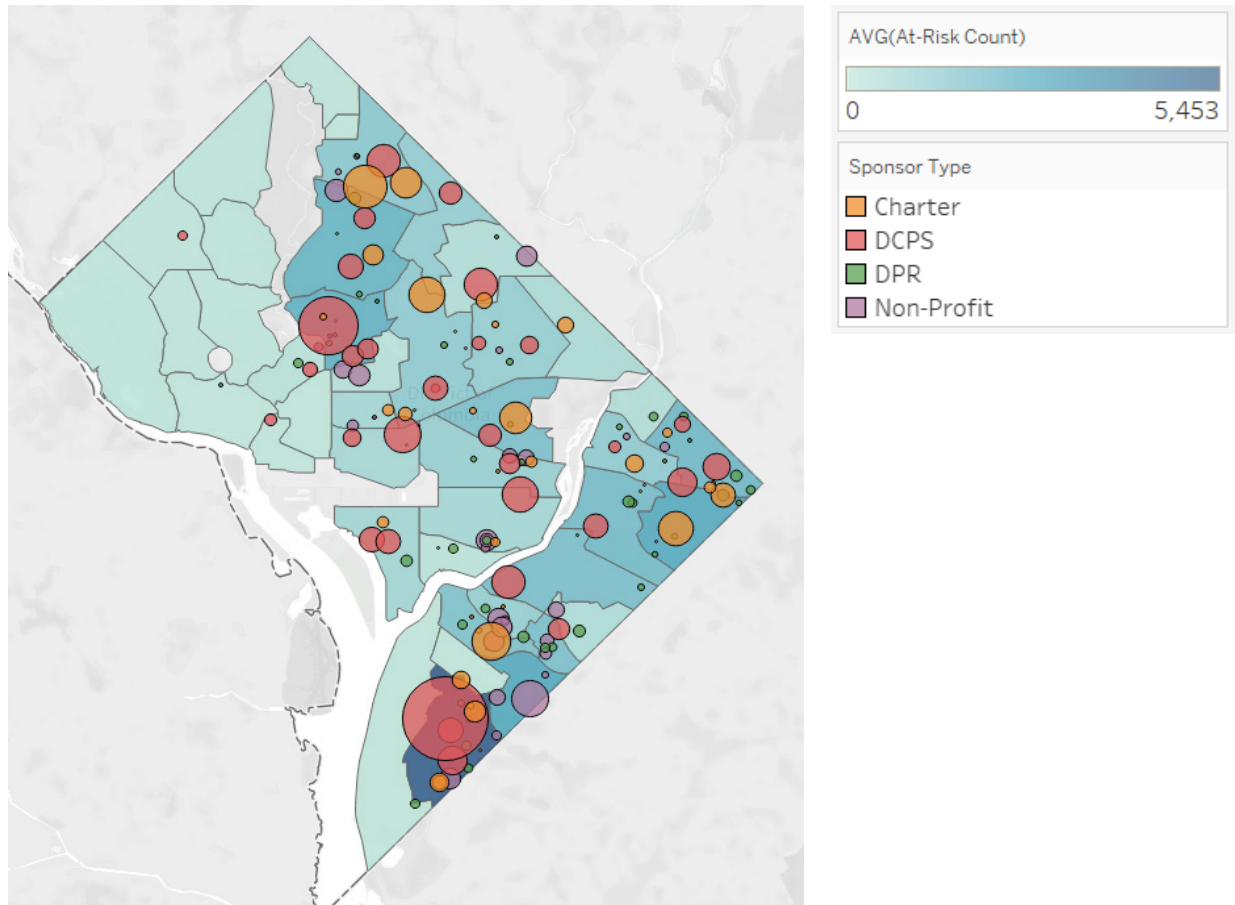 AVG(At-Risk Count)
0 5,453
Sponsor Type
Charter
DCPS
DPR
Non-Profit